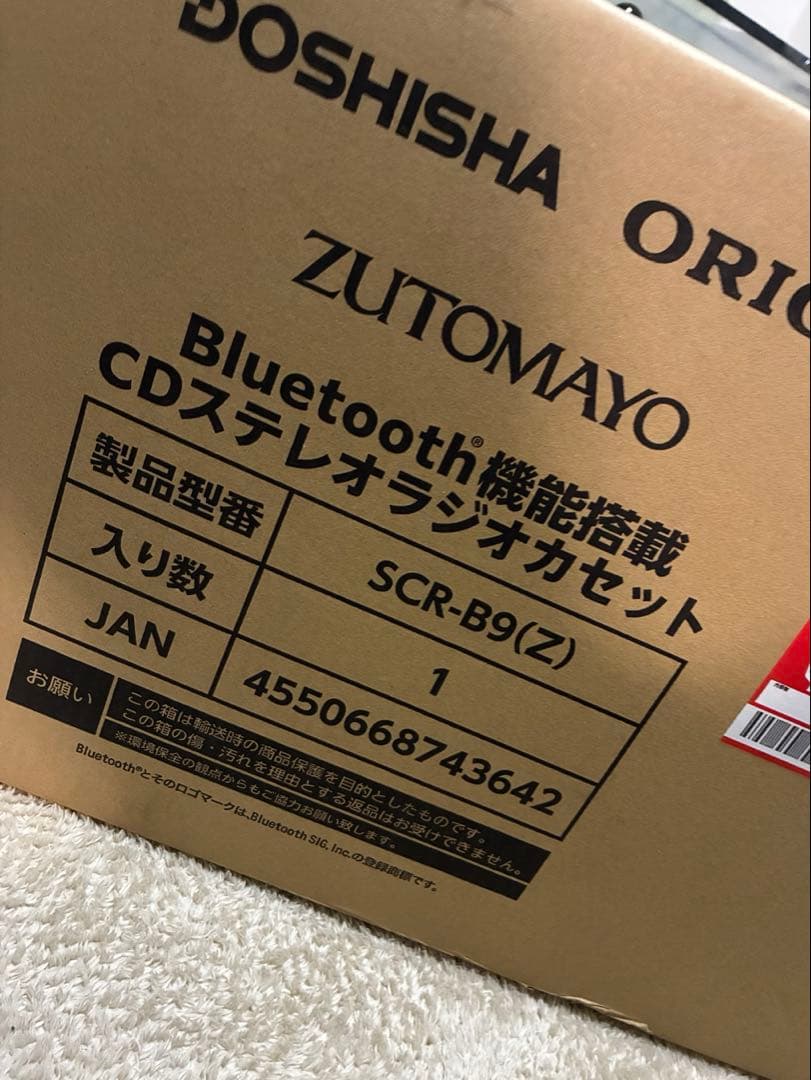 DOSHISHA
ZUTOMAYO
Bluetooth®機能搭載
CDステレオラジオカセット
製品型番 SCR-B9(Z)
入り数 1
JAN 4550668743642
お願い
この箱は輸送時の商品保護を目的としたものです。
この箱の傷・汚れを理由とする返品はお受けできません。
※環境保全の観点からもご協力お願い致します。
Bluetooth®とそのロゴマークは、Bluetooth SIG, Inc.の登録商標です。